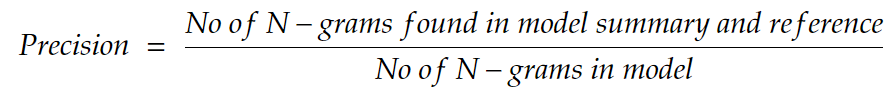 Precision = No of N – grams found in model summary and reference
No of N – grams in model